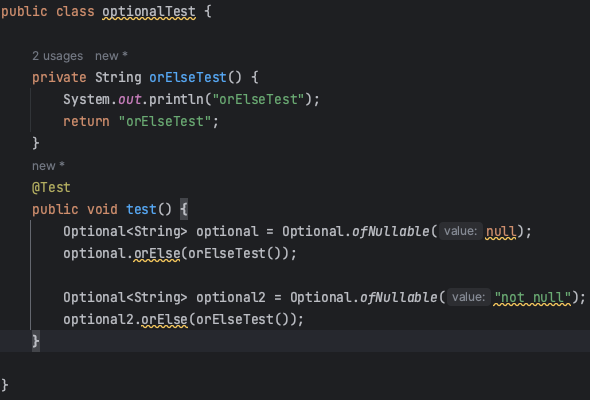 public class optionalTest {
2 usages new *
private String orElseTest() {
System.out.println("orElseTest");
return "orElseTest";
}
new *
@Test
public void test() {
Optional<String> optional = Optional.ofNullable( value: null);
optional.orElse(orElseTest());
Optional<String> optional2 = Optional.ofNullable( value: "not null");
optional2.orElse(orElseTest());
}
}